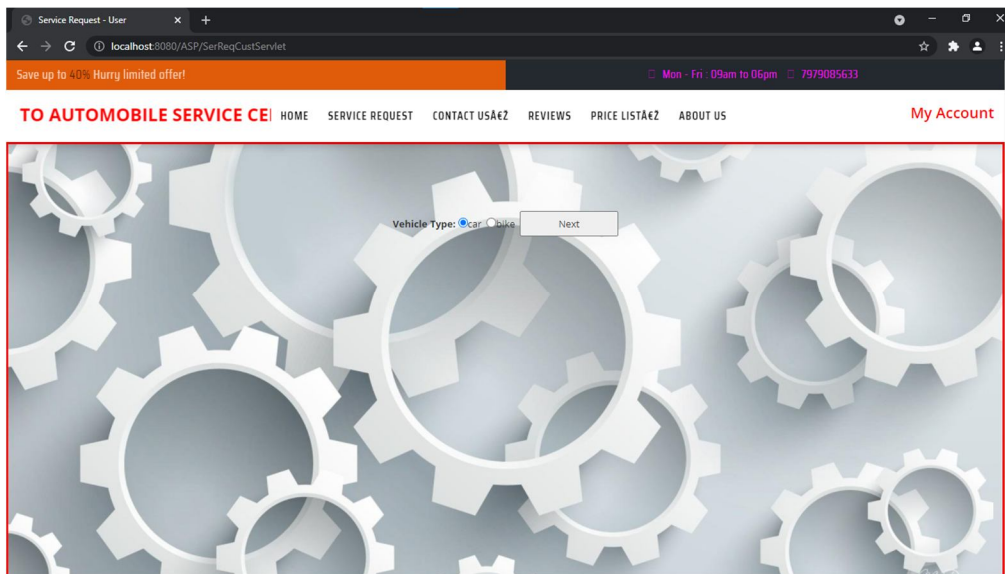 Service Request - User
localhost:8080/ASP/SerReqCustServlet
Save up to 40% Hurry limited offer!
Mon - Fri : 09am to 06pm 7979085633
TO AUTOMOBILE SERVICE CE HOME SERVICE REQUEST CONTACT USÂ€Ž REVIEWS PRICE LISTÂ€Ž ABOUT US My Account
Vehicle Type: car bike Next